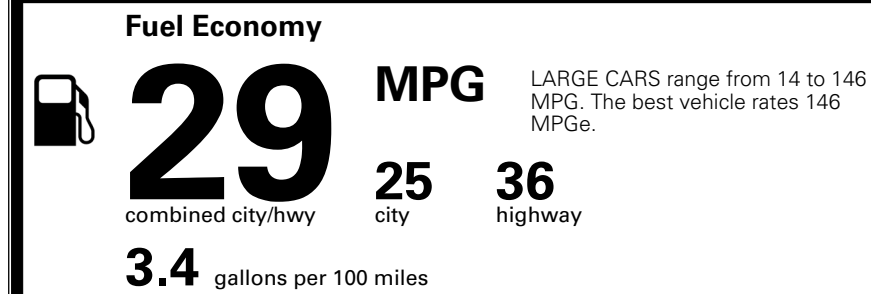 Fuel Economy
29
MPG
LARGE CARS range from 14 to 146
MPG. The best vehicle rates 146
MPGe.
combined city/hwy
25
city
36
highway
3.4 gallons per 100 miles